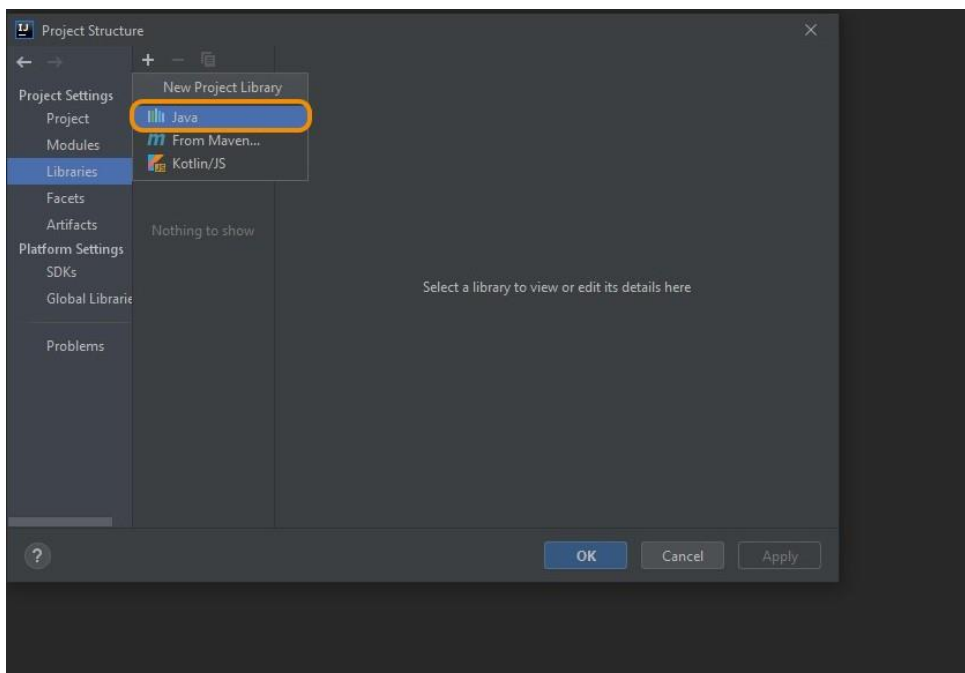 IJ Project Structure
New Project Library
Project Settings
Project
Modules
Libraries
Facets
Artifacts
Platform Settings
SDKs
Global Librarie
Problems
Java
m From Maven...
JS Kotlin/JS
Nothing to show
Select a library to view or edit its details here
?
OK
Cancel
Apply